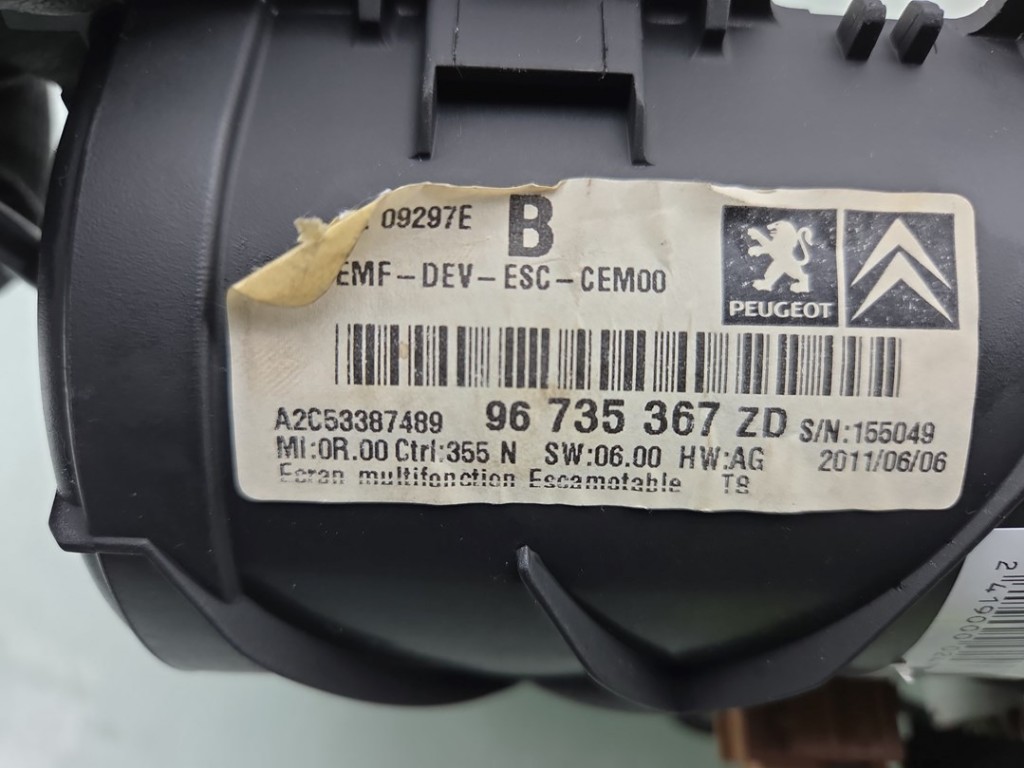 09297E B
EMF-DEV-ESC-CEM00
PEUGEOT
A2C53387489 96 735 367 ZD S/N:155049
MI:0R.00 Ctrl:355 N SW:06.00 HW:AG 2011/06/06
Ecran multifonction Escamotable T8